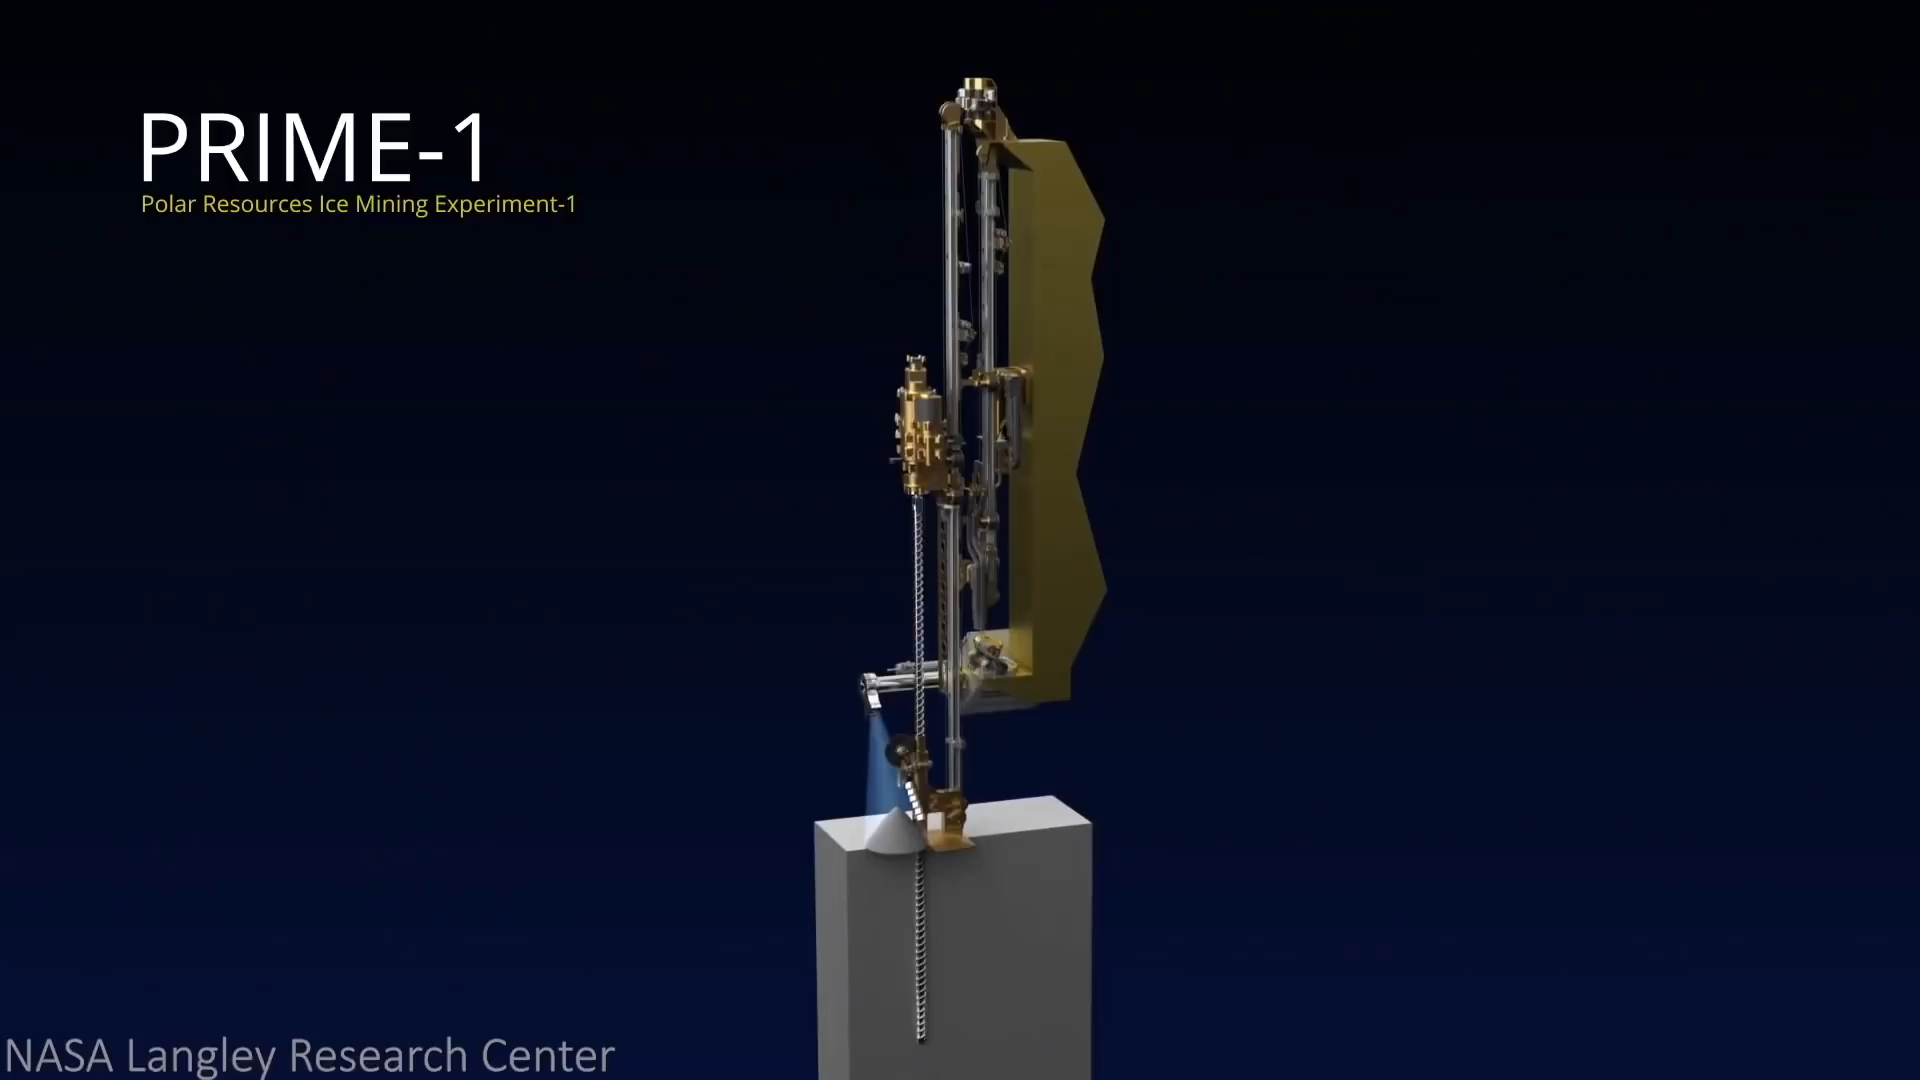 PRIME-1
Polar Resources Ice Mining Experiment-1
NASA Langley Research Center